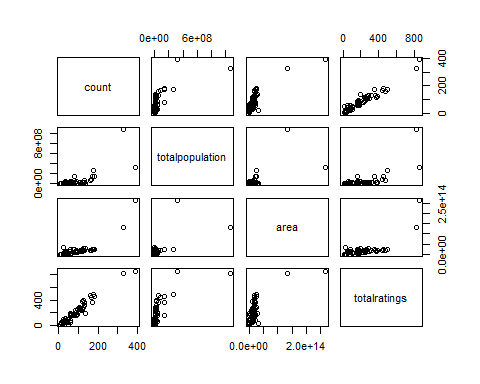 0e+00 6e+08 0 400 800
count
0 200 400
0e+00 8e+08
totalpopulation
area
0.0e+00 2.5e+14
0 400
totalratings
0 200 400 0.0e+00 2.0e+14